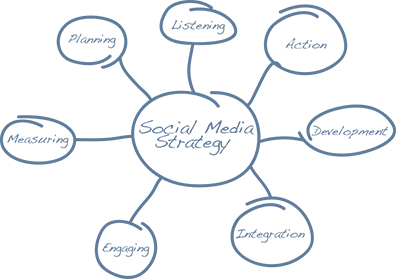 Listening
Planning
Action
Social Media
Strategy
Development
Measuring
Integration
Engaging